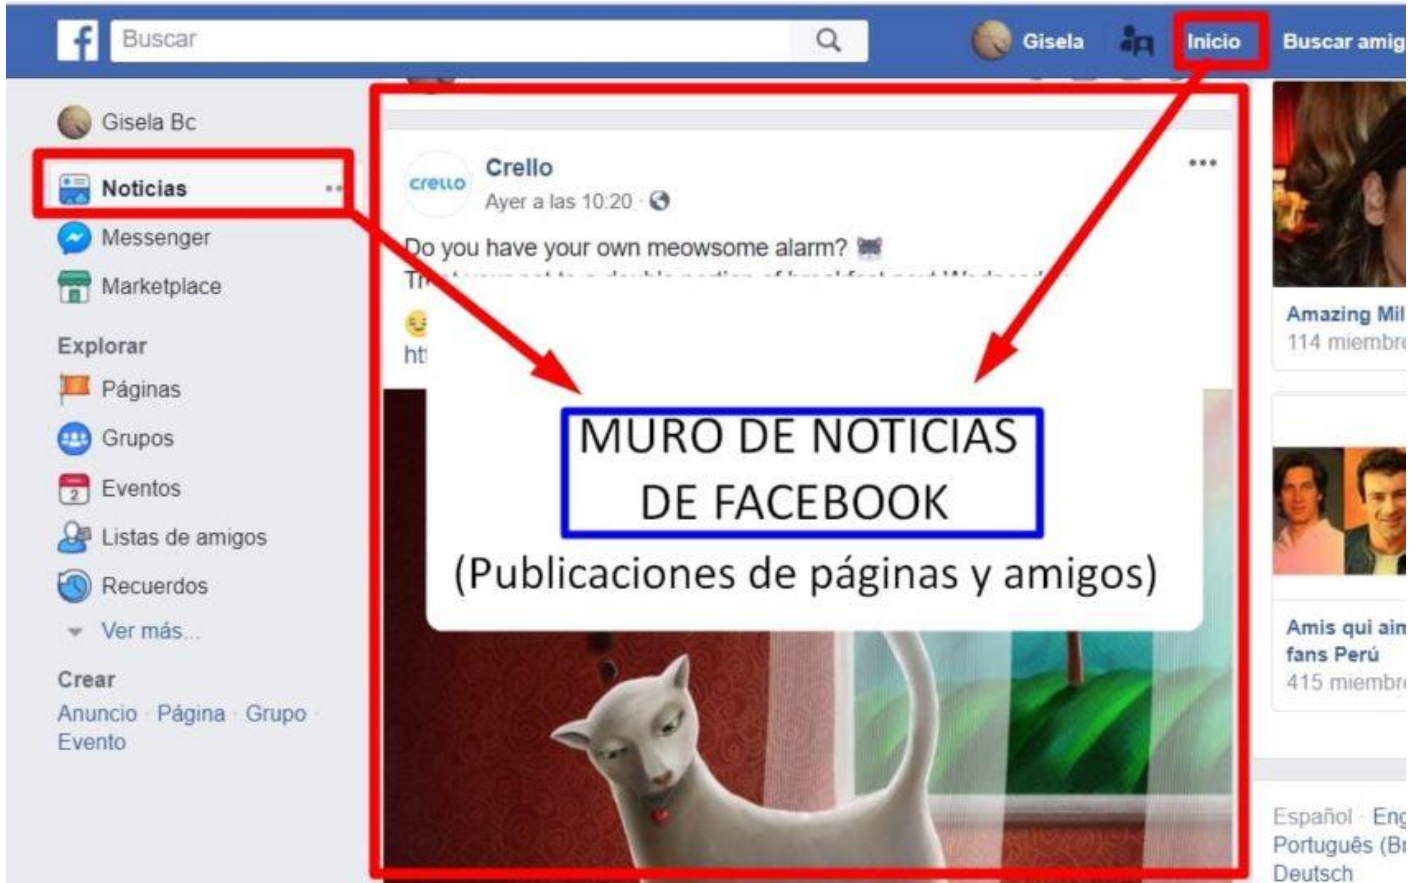 Buscar
Gisela
Inicio
Buscar amig
Gisela Bc
Noticias
Messenger
Marketplace
Explorar
Páginas
Grupos
2
Eventos
Listas de amigos
Recuerdos
Ver más...
Crear
Anuncio · Página · Grupo ·
Evento
crello
Crello
Ayer a las 10:20 ·
Do you have your own meowsome alarm?
MURO DE NOTICIAS
DE FACEBOOK
(Publicaciones de páginas y amigos)
Amazing Mil
114 miembro
Amis qui aim
fans Perú
415 miembro
Español · Eng
Português (Br
Deutsch